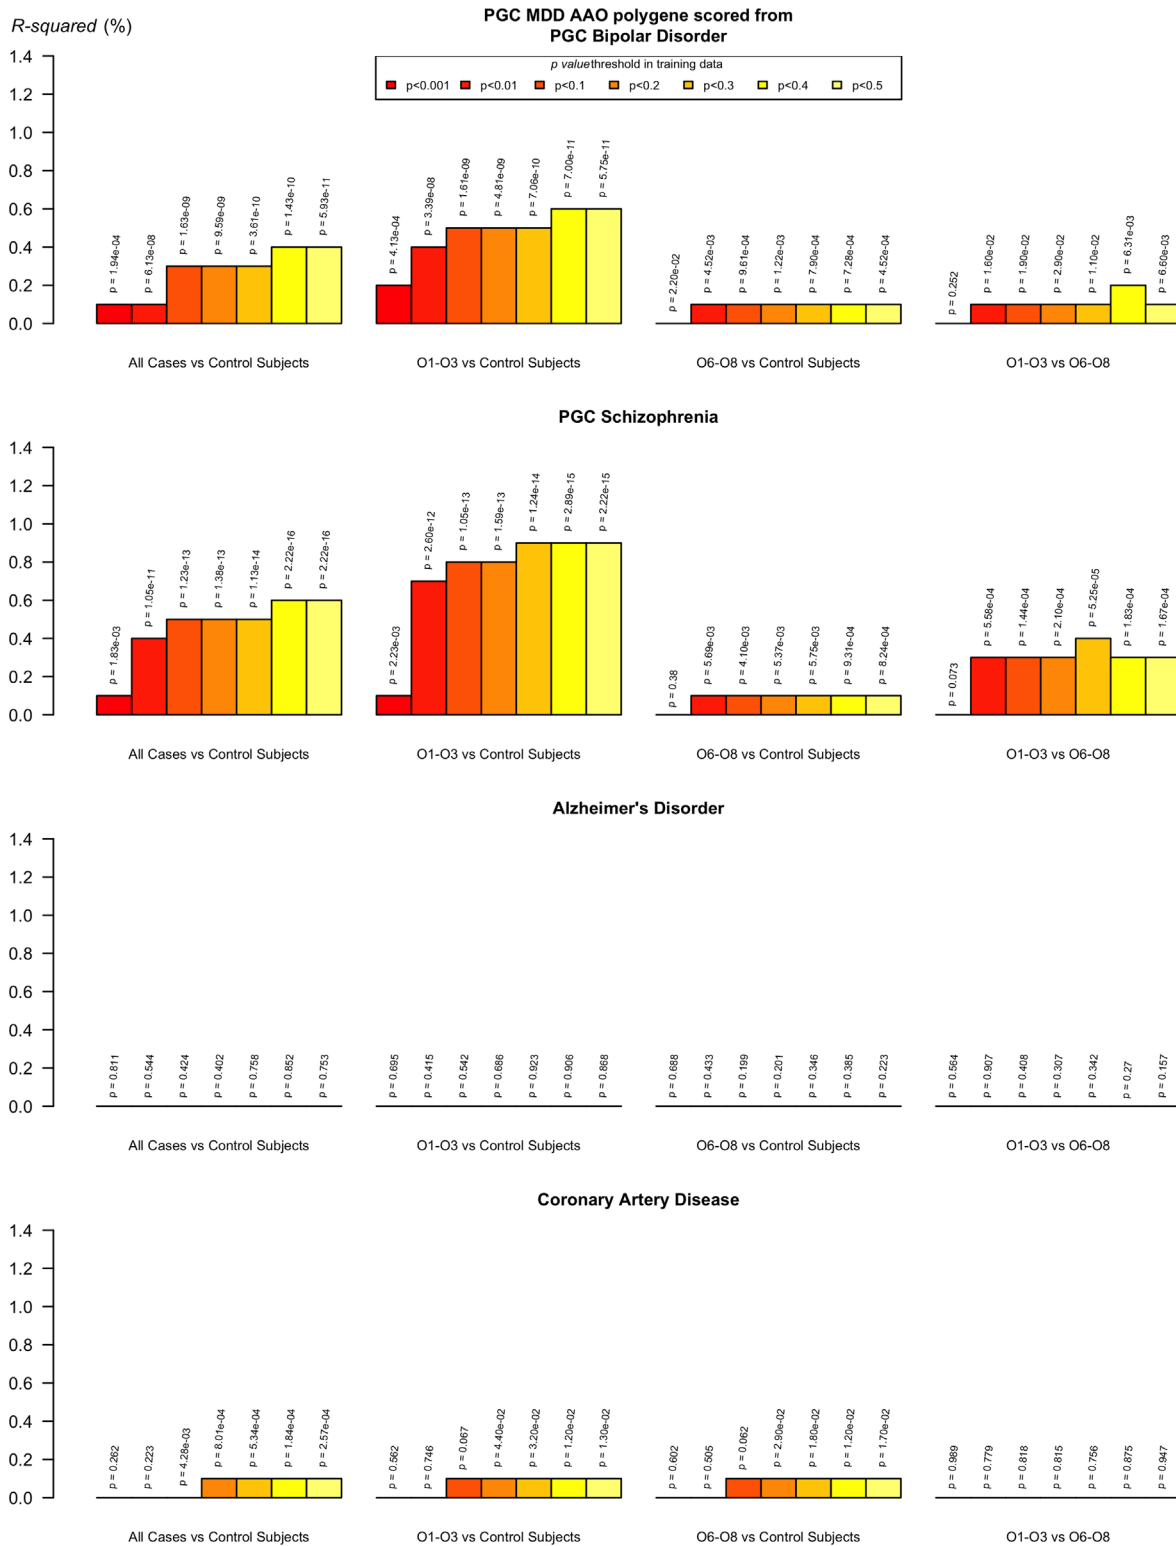 R-squared (%)
PGC MDD AAO polygene scored from
PGC Bipolar Disorder
p valuethreshold in training data
p<0.001 p<0.01 p<0.1 p<0.2 p<0.3 p<0.4 p<0.5
1.4
1.2
1.0
0.8
0.6
0.4
0.2
0.0
p = 1.94e-04
p = 6.13e-08
p = 1.63e-09
p = 9.59e-09
p = 3.61e-10
p = 1.43e-10
p = 5.93e-11
p = 4.13e-04
p = 3.39e-08
p = 1.61e-09
p = 4.81e-09
p = 7.06e-10
p = 7.00e-11
p = 5.75e-11
p = 2.20e-02
p = 4.52e-03
p = 9.61e-04
p = 1.22e-03
p = 7.90e-04
p = 7.28e-04
p = 4.52e-04
p = 0.252
p = 1.60e-02
p = 1.90e-02
p = 2.90e-02
p = 1.10e-02
p = 6.31e-03
p = 6.60e-03
All Cases vs Control Subjects
O1-O3 vs Control Subjects
O6-O8 vs Control Subjects
O1-O3 vs O6-O8
PGC Schizophrenia
1.4
1.2
1.0
0.8
0.6
0.4
0.2
0.0
p = 1.83e-03
p = 1.05e-11
p = 1.23e-13
p = 1.38e-13
p = 1.13e-14
p = 2.22e-16
p = 2.22e-16
p = 2.23e-03
p = 2.60e-12
p = 1.05e-13
p = 1.59e-13
p = 1.24e-14
p = 2.89e-15
p = 2.22e-15
p = 0.38
p = 5.69e-03
p = 4.10e-03
p = 5.37e-03
p = 5.75e-03
p = 9.31e-04
p = 8.24e-04
p = 0.073
p = 5.58e-04
p = 1.44e-04
p = 2.10e-04
p = 5.25e-05
p = 1.83e-04
p = 1.67e-04
All Cases vs Control Subjects
O1-O3 vs Control Subjects
O6-O8 vs Control Subjects
O1-O3 vs O6-O8
Alzheimer's Disorder
1.4
1.2
1.0
0.8
0.6
0.4
0.2
0.0
p = 0.811
p = 0.544
p = 0.424
p = 0.402
p = 0.758
p = 0.852
p = 0.753
p = 0.695
p = 0.415
p = 0.542
p = 0.686
p = 0.923
p = 0.906
p = 0.868
p = 0.688
p = 0.433
p = 0.199
p = 0.201
p = 0.346
p = 0.385
p = 0.223
p = 0.564
p = 0.907
p = 0.408
p = 0.307
p = 0.342
p = 0.27
p = 0.157
All Cases vs Control Subjects
O1-O3 vs Control Subjects
O6-O8 vs Control Subjects
O1-O3 vs O6-O8
Coronary Artery Disease
1.4
1.2
1.0
0.8
0.6
0.4
0.2
0.0
p = 0.262
p = 0.223
p = 4.28e-03
p = 8.01e-04
p = 5.34e-04
p = 1.84e-04
p = 2.57e-04
p = 0.562
p = 0.746
p = 0.067
p = 4.40e-02
p = 3.20e-02
p = 1.20e-02
p = 1.30e-02
p = 0.602
p = 0.505
p = 0.062
p = 2.90e-02
p = 1.80e-02
p = 1.20e-02
p = 1.70e-02
p = 0.989
p = 0.779
p = 0.818
p = 0.815
p = 0.756
p = 0.875
p = 0.947
All Cases vs Control Subjects
O1-O3 vs Control Subjects
O6-O8 vs Control Subjects
O1-O3 vs O6-O8